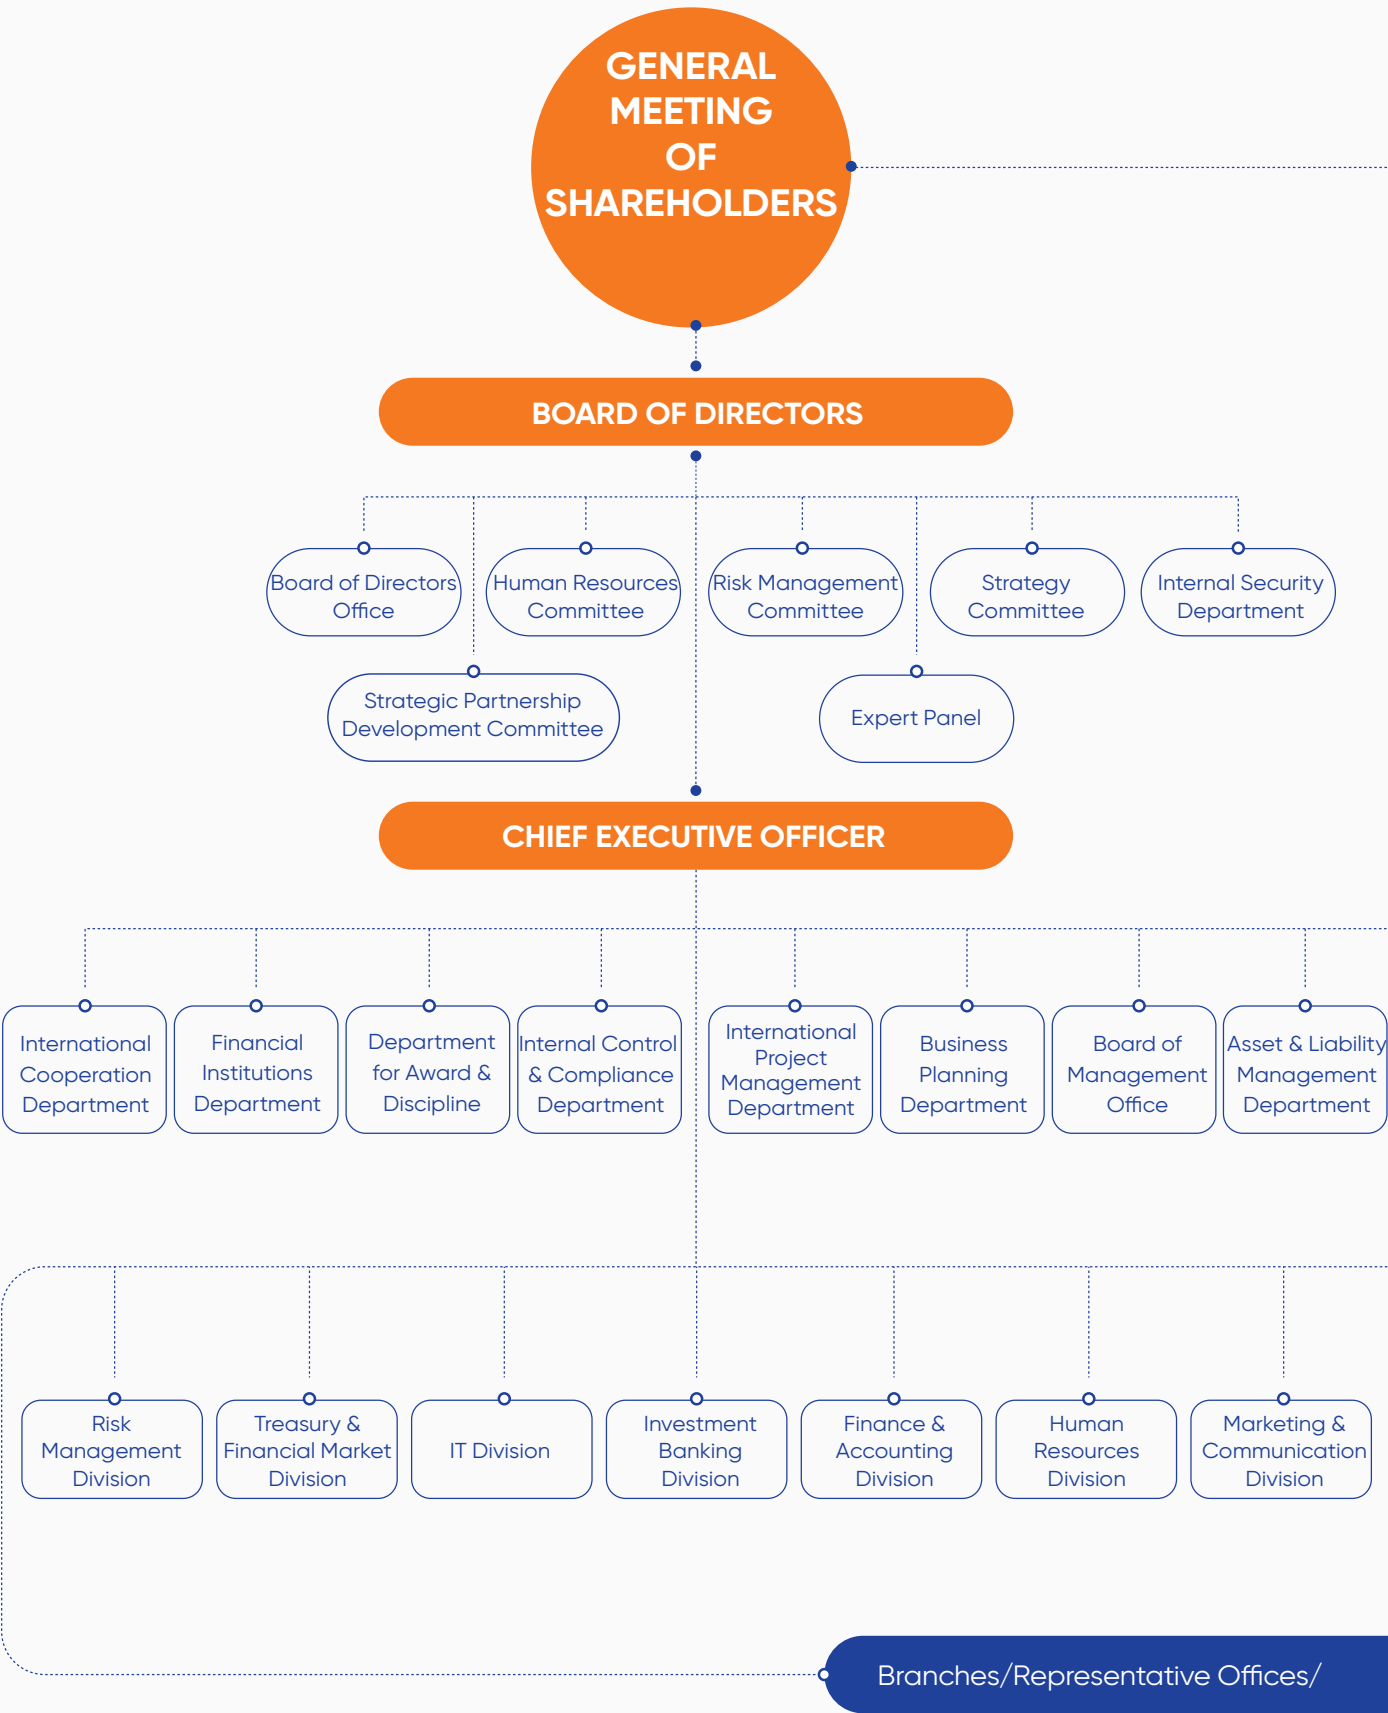 GENERAL
MEETING
OF
SHAREHOLDERS
BOARD OF DIRECTORS
Board of Directors
Office
Human Resources
Committee
Risk Management
Committee
Strategy
Committee
Internal Security
Department
Strategic Partnership
Development Committee
Expert Panel
CHIEF EXECUTIVE OFFICER
International
Cooperation
Department
Financial
Institutions
Department
Department
for Award &
Discipline
Internal Control
& Compliance
Department
International
Project
Management
Department
Business
Planning
Department
Board of
Management
Office
Asset & Liability
Management
Department
Risk
Management
Division
Treasury &
Financial Market
Division
IT Division
Investment
Banking
Division
Finance &
Accounting
Division
Human
Resources
Division
Marketing &
Communication
Division
Branches/Representative Offices/